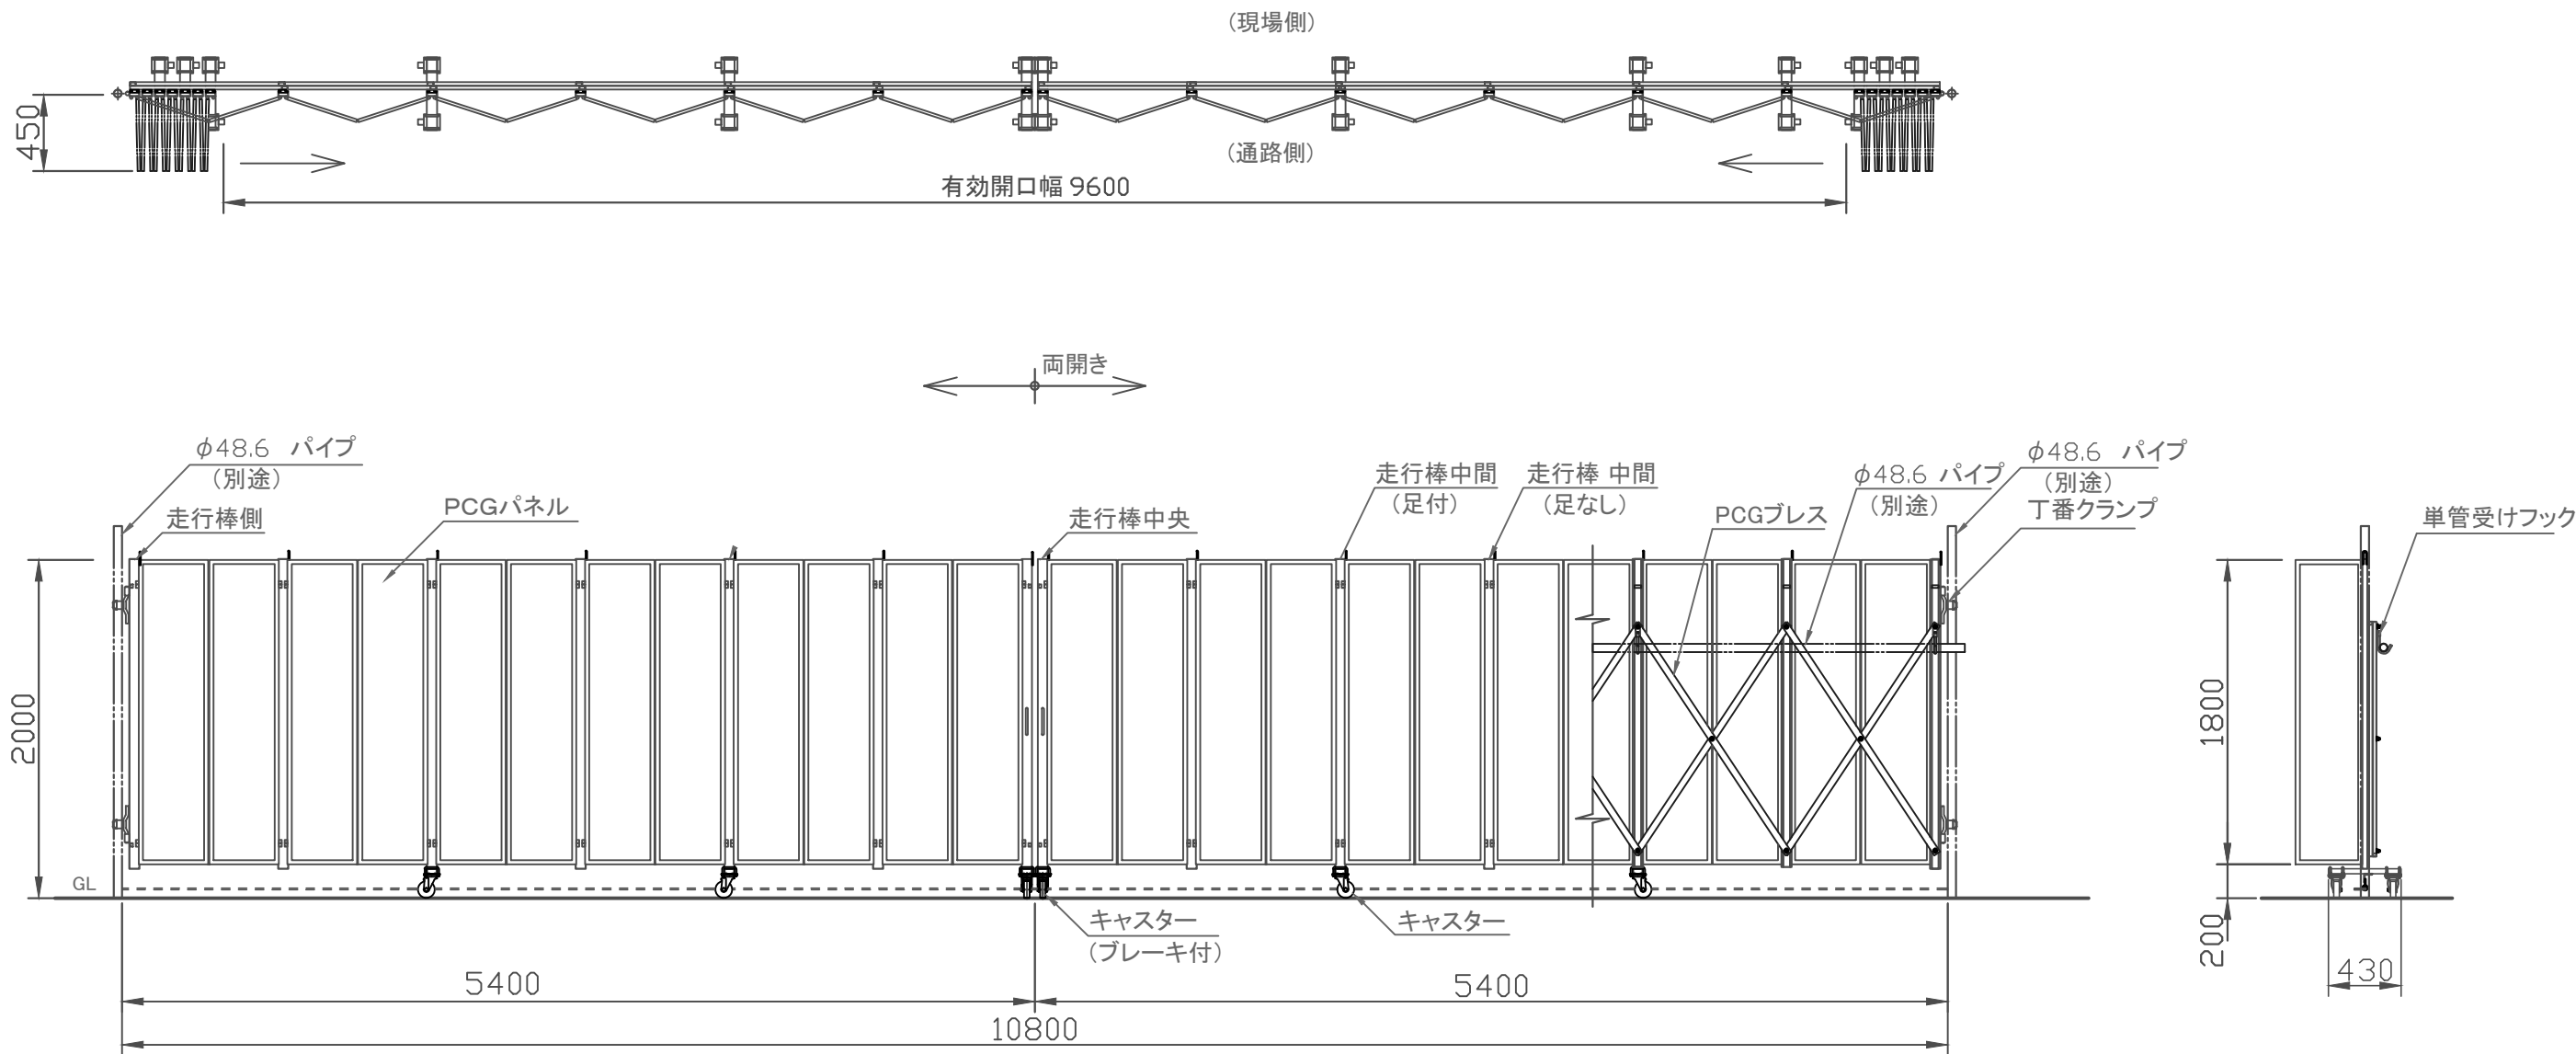 (現場側)
450
(通路側)
有効開口幅 9600
両開き
φ48.6 パイプ
(別途)
走行棒側
PCGパネル
走行棒中央
走行棒中間
(足付)
走行棒 中間
(足なし)
PCGブレス
φ48.6 パイプ
(別途)
φ48.6 パイプ
(別途)
丁番クランプ
単管受けフック
2000
1800
GL
キャスター
(ブレーキ付)
キャスター
200
430
5400
5400
10800